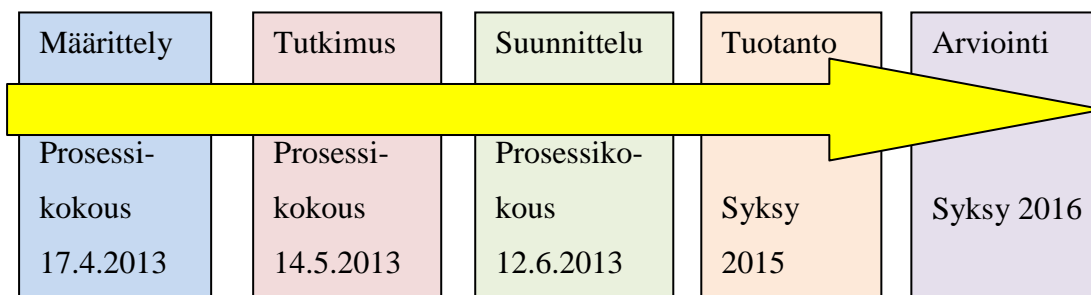 Määrittely
Prosessi-
kokous
17.4.2013
Tutkimus
Prosessi-
kokous
14.5.2013
Suunnittelu
Prosessiko-
kous
12.6.2013
Tuotanto
Syksy
2015
Arviointi
Syksy 2016